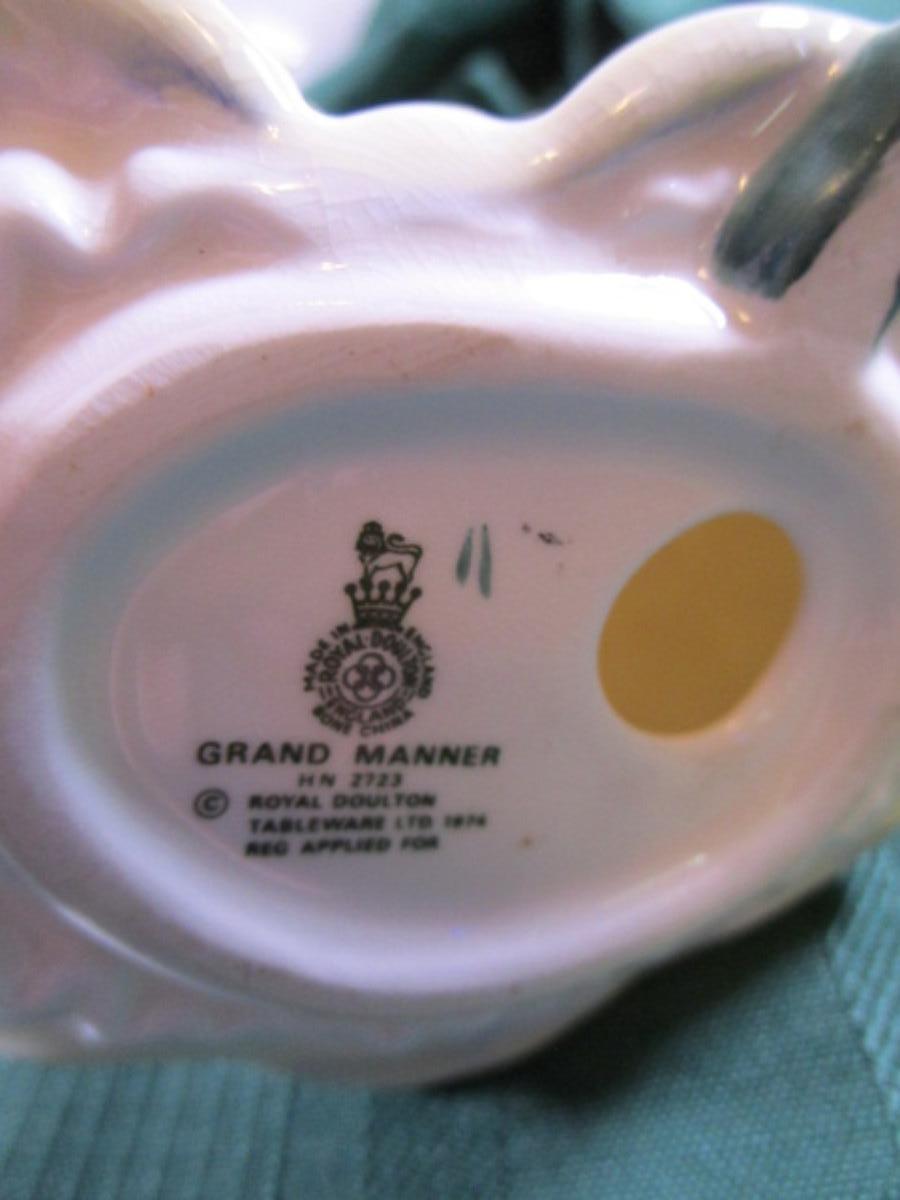 MADE IN ENGLAND
ROYAL DOULTON
ENGLAND
BONE CHINA
GRAND MANNER
HN 2723
© ROYAL DOULTON
TABLEWARE LTD 1974
REG APPLIED FOR